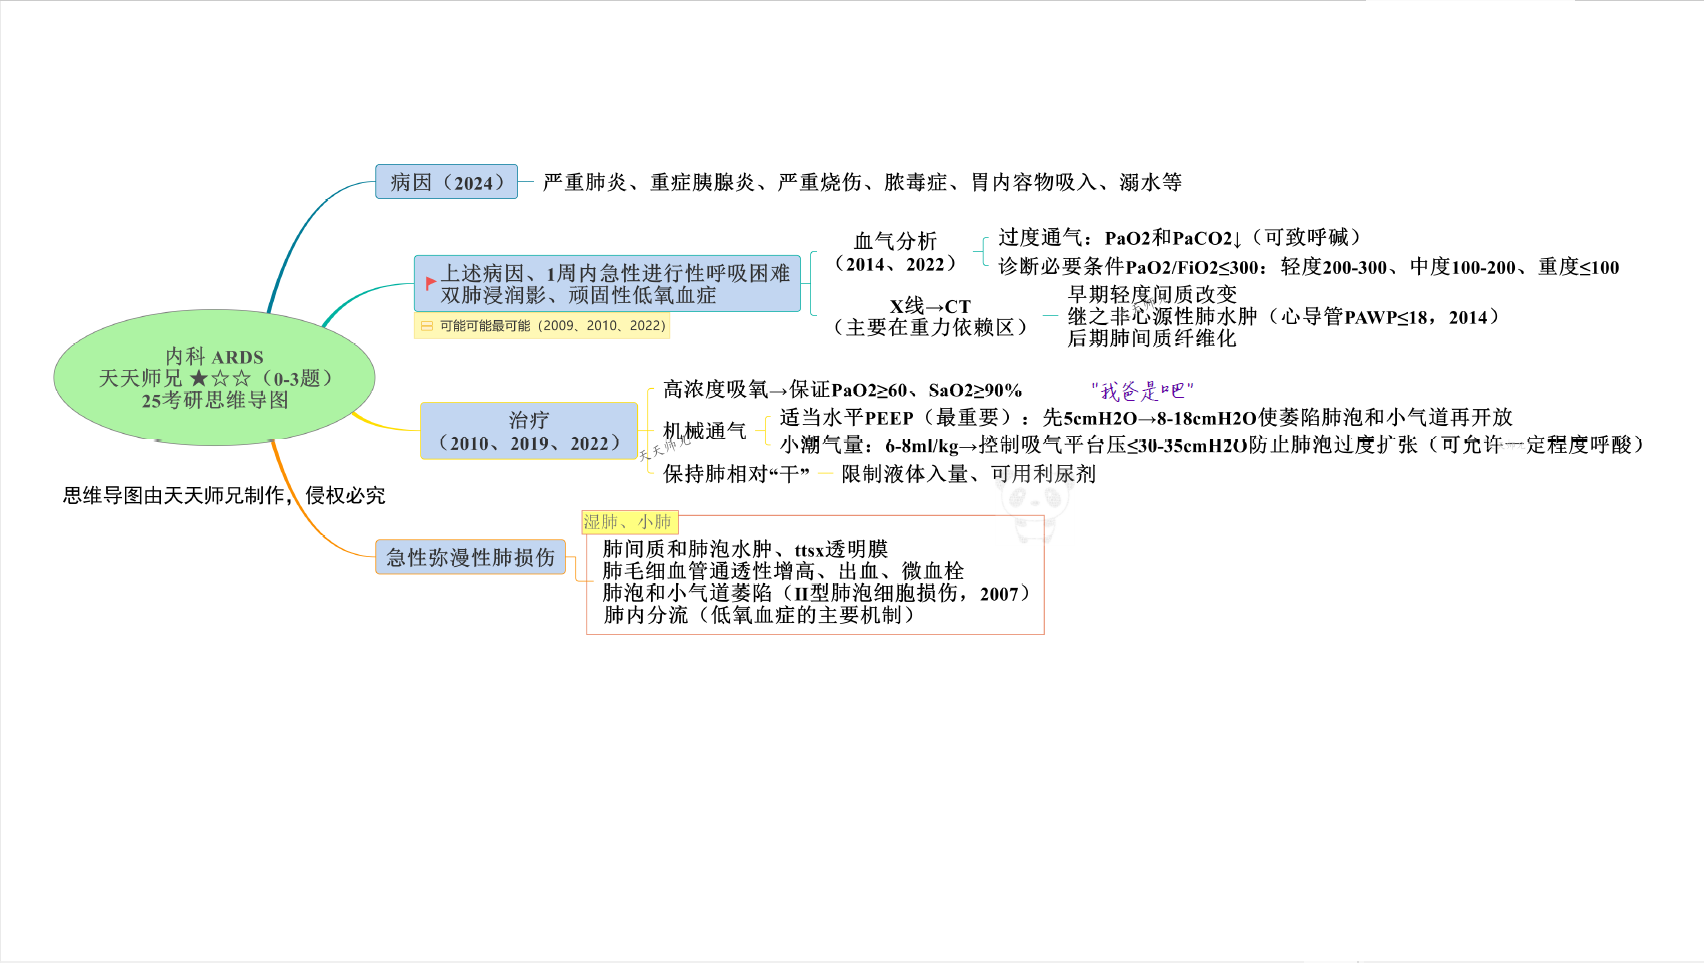 病因（2024）
严重肺炎、重症胰腺炎、严重烧伤、脓毒症、胃内容物吸入、溺水等
上述病因、1周内急性进行性呼吸困难
双肺浸润影、顽固性低氧血症
可能可能最可能（2009、2010、2022）
血气分析
（2014、2022）
过度通气：PaO2和PaCO2↓（可致呼碱）
诊断必要条件PaO2/FiO2≤300：轻度200-300、中度100-200、重度≤100
X线→CT
（主要在重力依赖区）
早期轻度间质改变
继之非心源性肺水肿（心导管PAWP≤18，2014）
后期肺间质纤维化
内科 ARDS
天天师兄 ★☆☆（0-3题）
25考研思维导图
治疗
（2010、2019、2022）
高浓度吸氧→保证PaO2≥60、SaO2≥90%
"我爸是吧"
机械通气
适当水平PEEP（最重要）：先5cmH2O→8-18cmH2O使萎陷肺泡和小气道再开放
小潮气量：6-8ml/kg→控制吸气平台压≤30-35cmH2O防止肺泡过度扩张（可允许一定程度呼酸）
天天师兄
保持肺相对“干”
限制液体入量、可用利尿剂
思维导图由天天师兄制作，侵权必究
急性弥漫性肺损伤
湿肺、小肺
肺间质和肺泡水肿、ttsx透明膜
肺毛细血管通透性增高、出血、微血栓
肺泡和小气道萎陷（II型肺泡细胞损伤，2007）
肺内分流（低氧血症的主要机制）